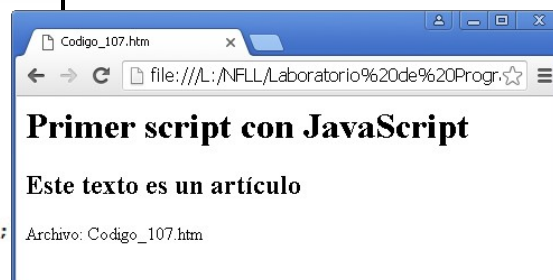 Codigo_107.htm
file:///L:/NFLL/Laboratorio%20de%20Progr
Primer script con JavaScript
Este texto es un artículo
;
Archivo: Codigo_107.htm